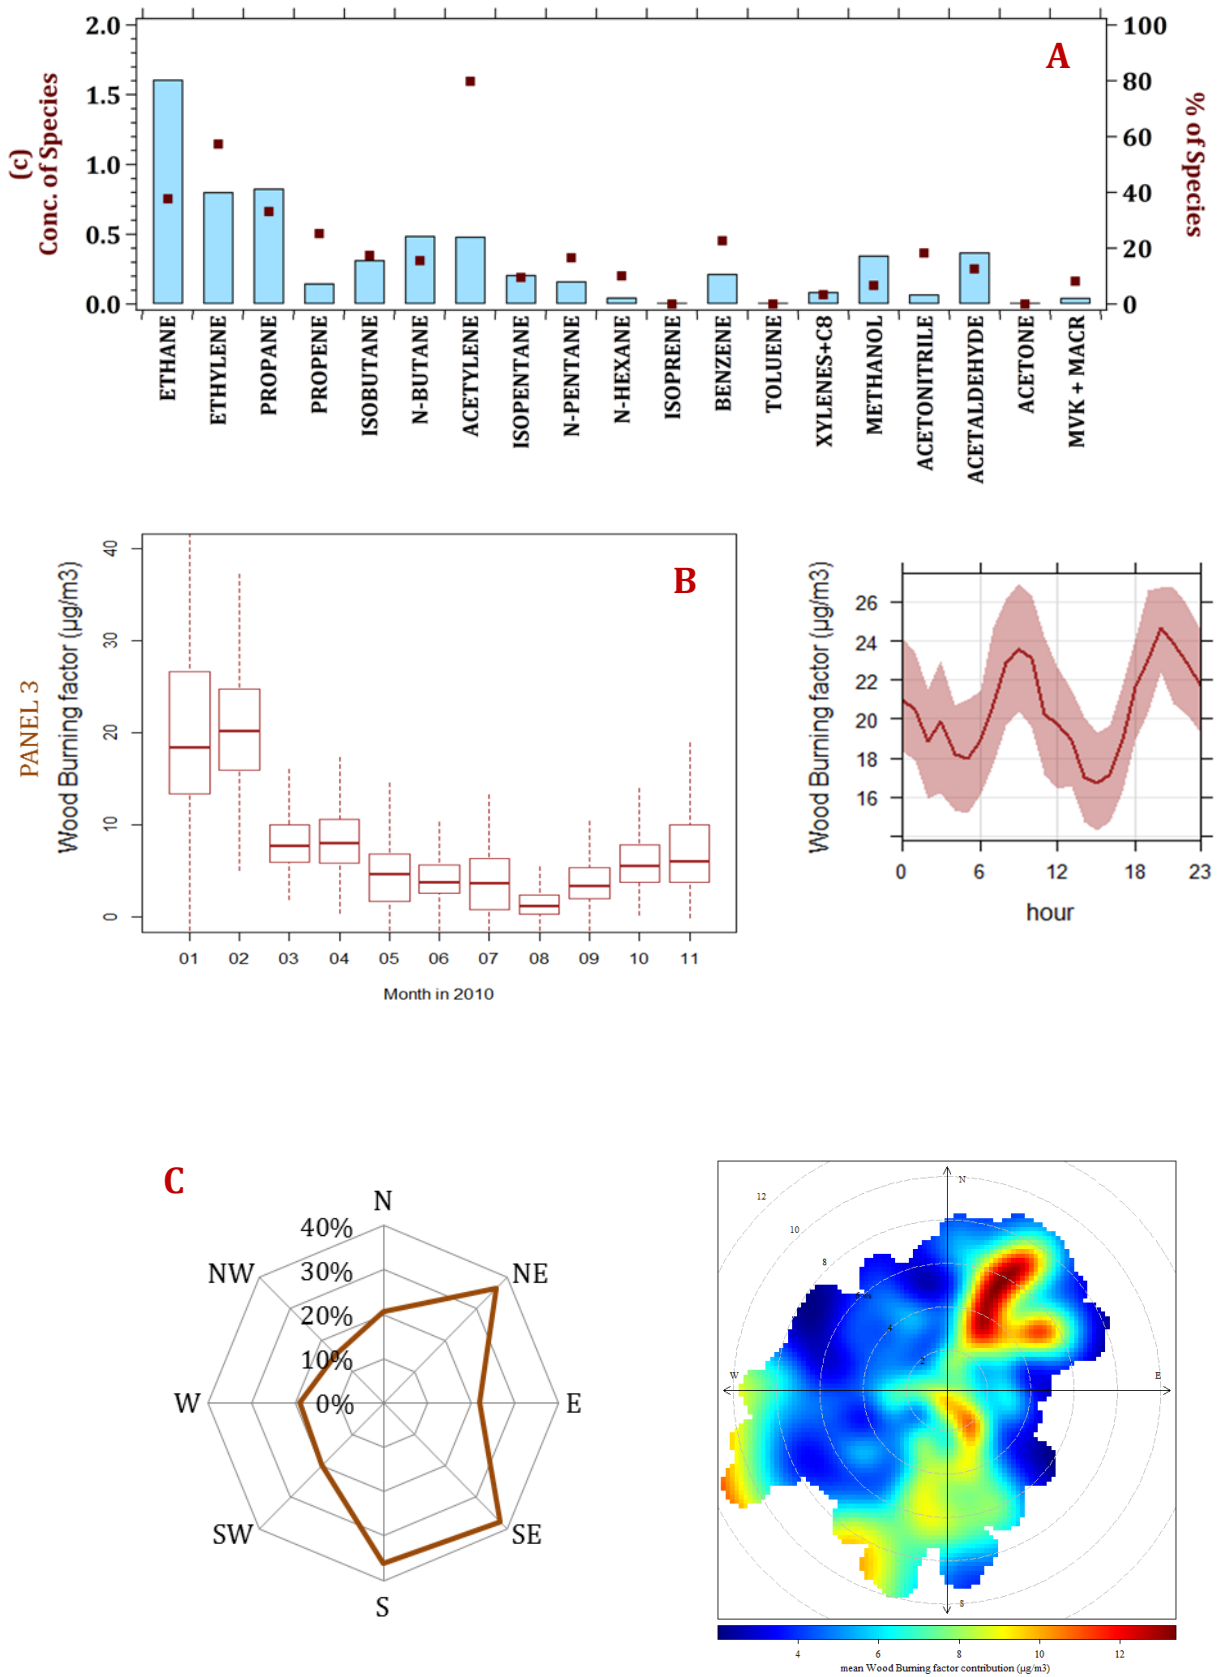 A
(c)
Conc. of Species
2.0
1.5
1.0
0.5
0.0
100
80
60
40
20
0
% of Species
ETHANE
ETHYLENE
PROPANE
PROPENE
ISOBUTANE
N-BUTANE
ACETYLENE
ISOPENTANE
N-PENTANE
N-HEXANE
ISOPRENE
BENZENE
TOLUENE
XYLENES+C8
METHANOL
ACETONITRILE
ACETALDEHYDE
ACETONE
MVK + MACR
PANEL 3
B
Wood Burning factor (µg/m3)
40
30
20
10
0
01 02 03 04 05 06 07 08 09 10 11
Month in 2010
Wood Burning factor (µg/m3)
26
24
22
20
18
16
0 6 12 18 23
hour
C
N
NE
E
SE
S
SW
W
NW
40%
30%
20%
10%
0%
12
10
8
4
2
N
W
E
S
4 6 8 10 12
mean Wood Burning factor contribution (µg/m3)